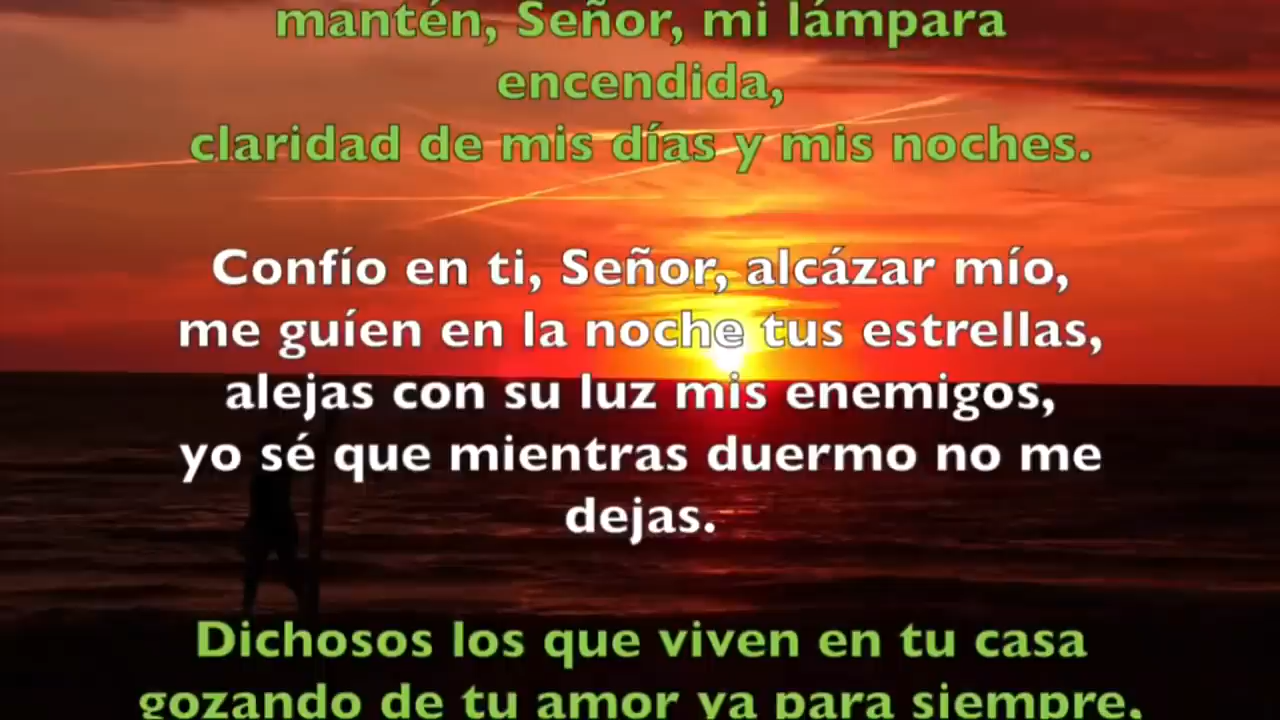 mantén, Señor, mi lámpara
encendida,
claridad de mis días y mis noches.
Confío en ti, Señor, alcázar mío,
me guíen en la noche tus estrellas,
alejas con su luz mis enemigos,
yo sé que mientras duermo no me
dejas.
Dichosos los que viven en tu casa
gozando de tu amor ya para siempre,